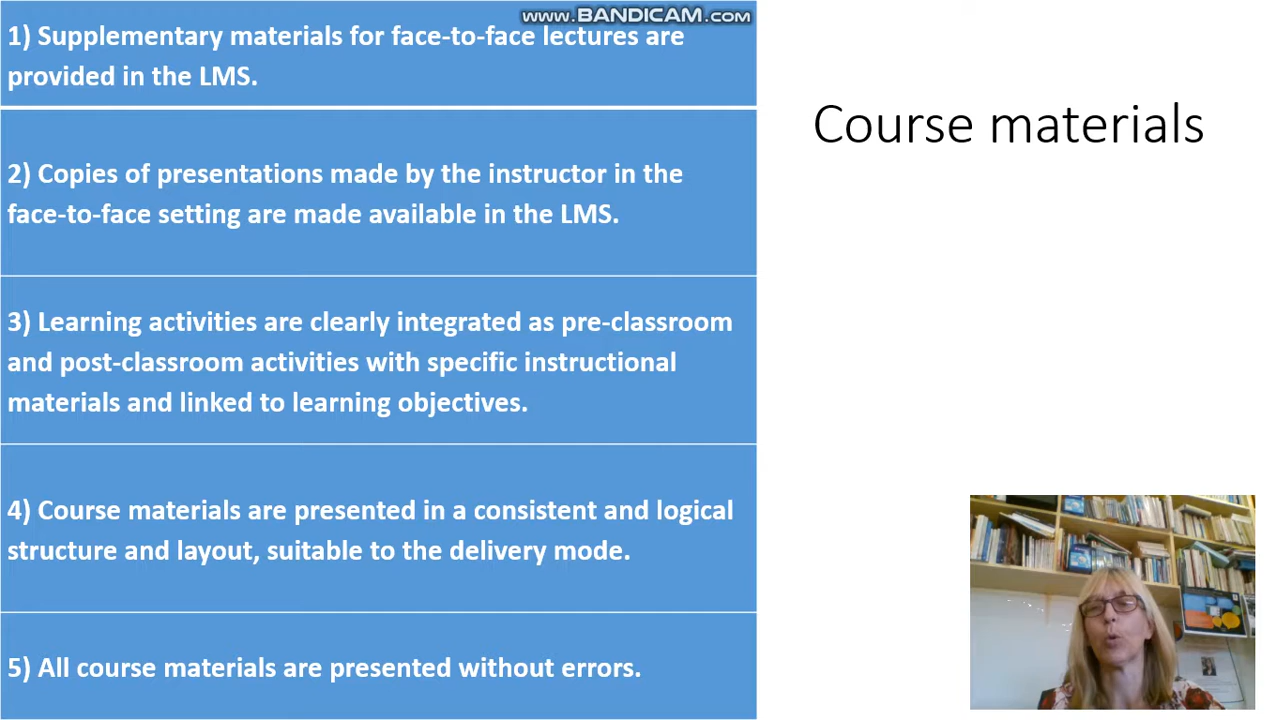 www.BANDICAM.com
1) Supplementary materials for face-to-face lectures are
provided in the LMS.
Course materials
2) Copies of presentations made by the instructor in the
face-to-face setting are made available in the LMS.
3) Learning activities are clearly integrated as pre-classroom
and post-classroom activities with specific instructional
materials and linked to learning objectives.
4) Course materials are presented in a consistent and logical
structure and layout, suitable to the delivery mode.
5) All course materials are presented without errors.